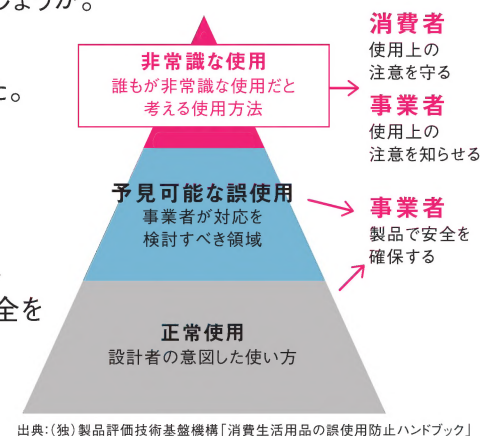 ょうか。
た。
全を
非常識な使用
誰もが非常識な使用だと
考える使用方法
予見可能な誤使用
事業者が対応を
検討すべき領域
正常使用
設計者の意図した使い方
消費者
使用上の
注意を守る
事業者
使用上の
注意を知らせる
事業者
製品で安全を
確保する
出典：(独)製品評価技術基盤機構「消費生活用品の誤使用防止ハンドブック」